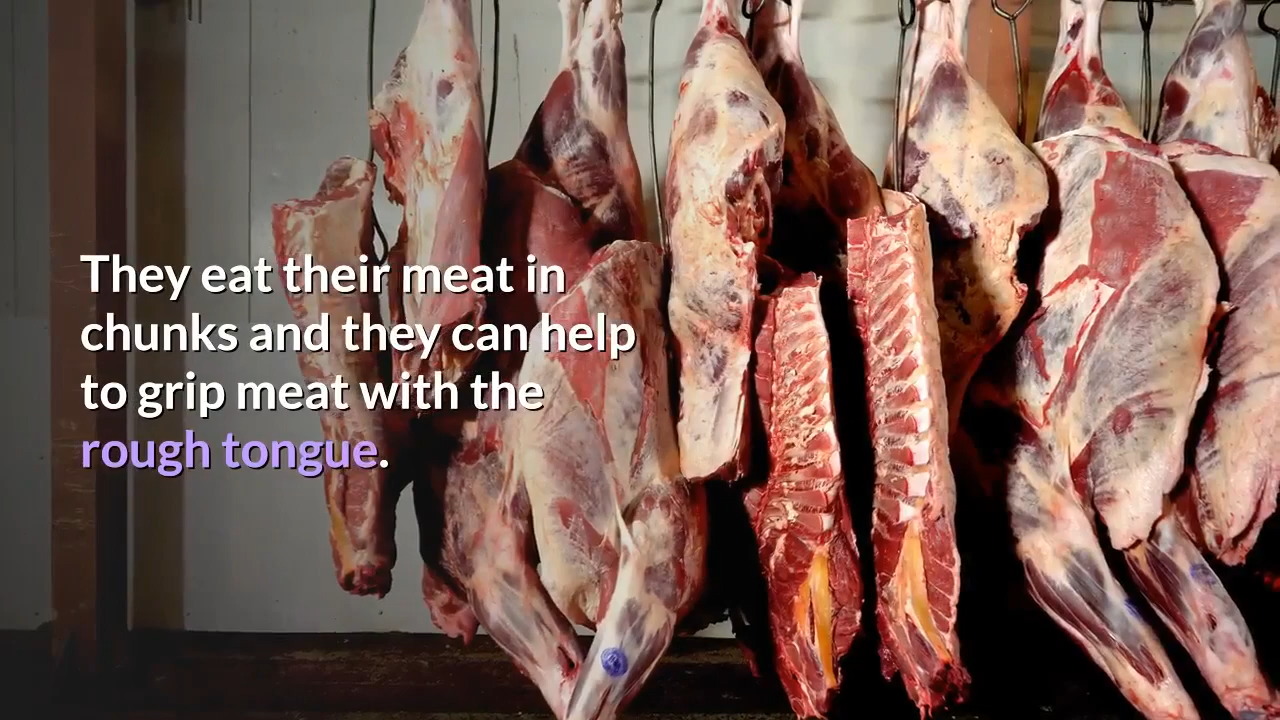 They eat their meat in
chunks and they can help
to grip meat with the
rough tongue.